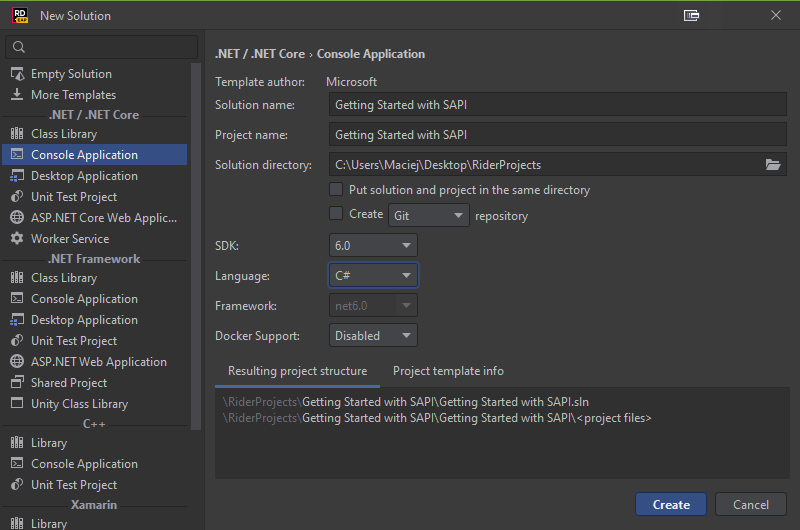 RD
EAP
New Solution
Empty Solution
More Templates
.NET / .NET Core
Class Library
Console Application
Desktop Application
Unit Test Project
ASP.NET Core Web Applic...
Worker Service
.NET Framework
Class Library
Console Application
Desktop Application
Unit Test Project
ASP.NET Web Application
Shared Project
Unity Class Library
C++
Library
Console Application
Unit Test Project
Xamarin
Library
.NET / .NET Core › Console Application
Template author: Microsoft
Solution name: Getting Started with SAPI
Project name: Getting Started with SAPI
Solution directory: C:\Users\Maciej\Desktop\RiderProjects
Put solution and project in the same directory
Create Git repository
SDK: 6.0
Language: C#
Framework: net6.0
Docker Support: Disabled
Resulting project structure Project template info
\RiderProjects\Getting Started with SAPI\Getting Started with SAPI.sln
\RiderProjects\Getting Started with SAPI\Getting Started with SAPI\<project files>
Create Cancel